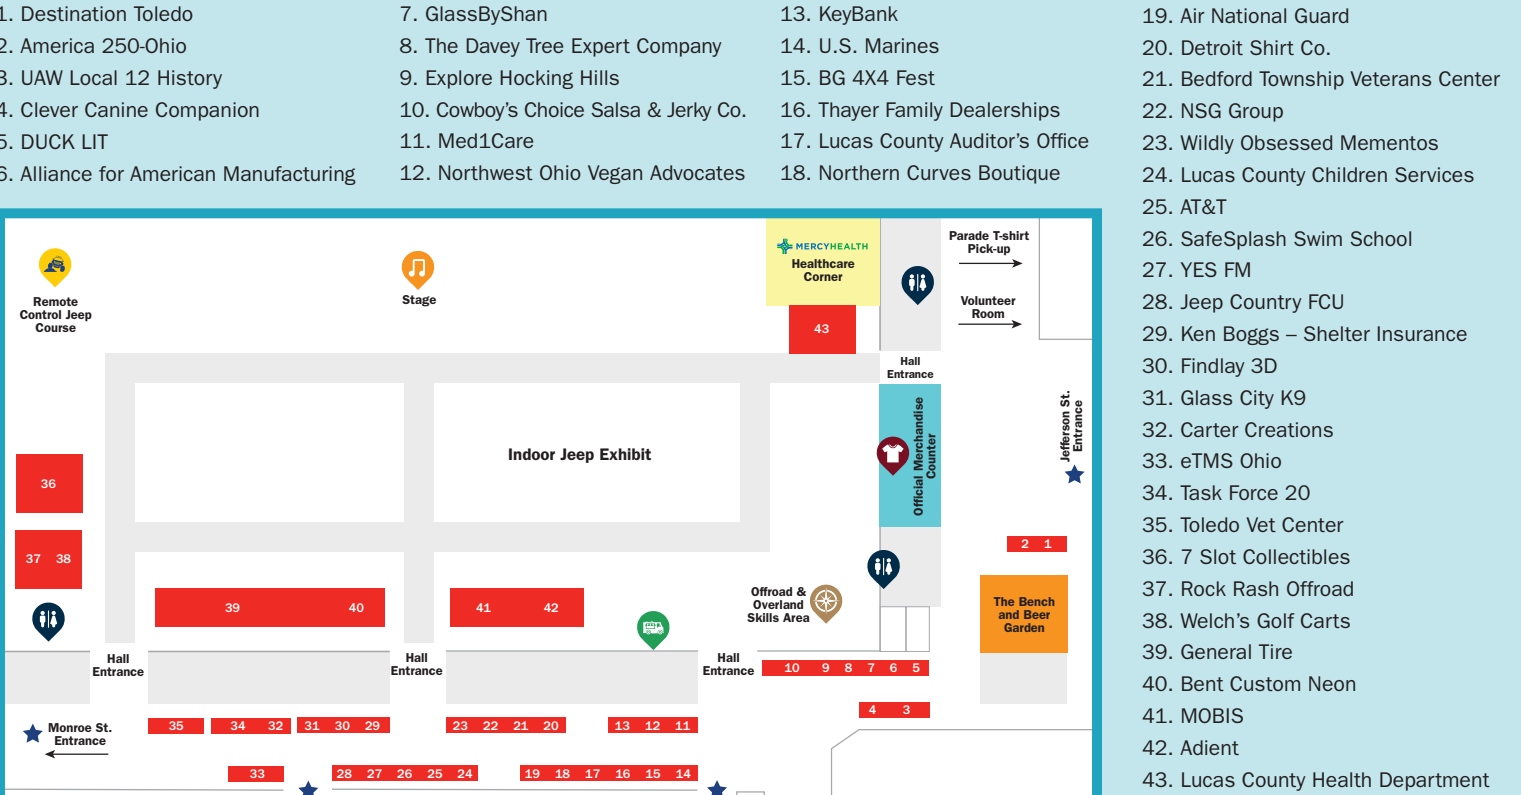 1. Destination Toledo
2. America 250-Ohio
3. UAW Local 12 History
4. Clever Canine Companion
5. DUCK LIT
6. Alliance for American Manufacturing
7. GlassByShan
8. The Davey Tree Expert Company
9. Explore Hocking Hills
10. Cowboy's Choice Salsa & Jerky Co.
11. Med1Care
12. Northwest Ohio Vegan Advocates
13. KeyBank
14. U.S. Marines
15. BG 4X4 Fest
16. Thayer Family Dealerships
17. Lucas County Auditor's Office
18. Northern Curves Boutique
19. Air National Guard
20. Detroit Shirt Co.
21. Bedford Township Veterans Center
22. NSG Group
23. Wildly Obsessed Mementos
24. Lucas County Children Services
25. AT&T
26. SafeSplash Swim School
27. YES FM
28. Jeep Country FCU
29. Ken Boggs – Shelter Insurance
30. Findlay 3D
31. Glass City K9
32. Carter Creations
33. eTMS Ohio
34. Task Force 20
35. Toledo Vet Center
36. 7 Slot Collectibles
37. Rock Rash Offroad
38. Welch's Golf Carts
39. General Tire
40. Bent Custom Neon
41. MOBIS
42. Adient
43. Lucas County Health Department
Remote
Control Jeep
Course
Stage
MERCYHEALTH
Healthcare
Corner
43
Parade T-shirt
Pick-up
Volunteer
Room
Hall
Entrance
Indoor Jeep Exhibit
Official Merchandise
Counter
Jefferson St.
Entrance
36
37 38
2 1
39 40
41 42
Offroad &
Overland
Skills Area
The Bench
and Beer
Garden
Hall
Entrance
Hall
Entrance
Hall
Entrance
10 9 8 7 6 5
4 3
Monroe St.
Entrance
35 34 32 31 30 29 23 22 21 20 13 12 11
33 28 27 26 25 24 19 18 17 16 15 14